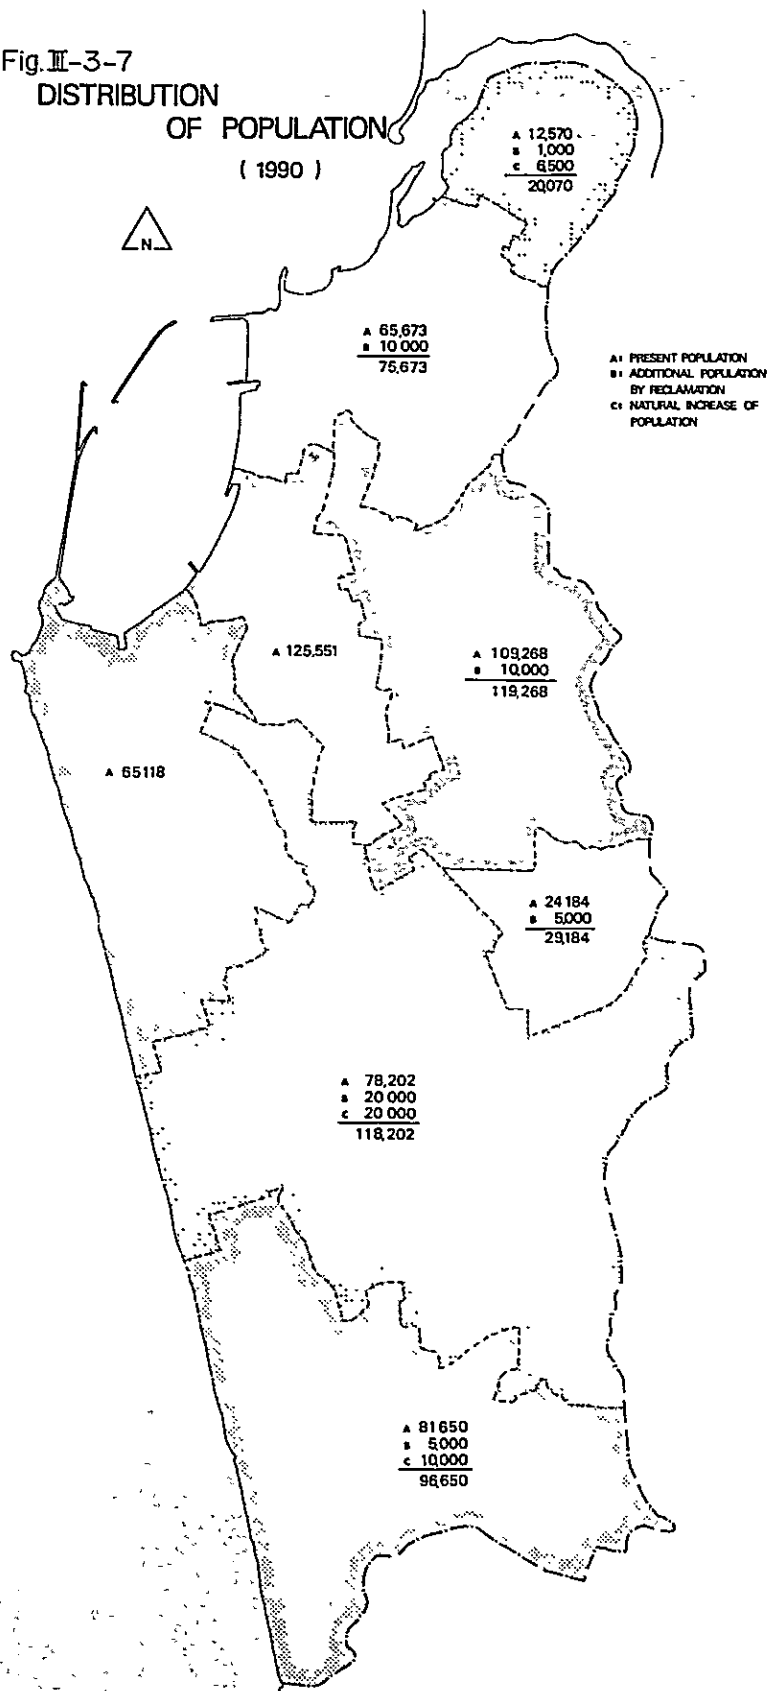 Fig. Ⅲ-3-7
DISTRIBUTION
OF POPULATION
( 1990 )
N
A 12,570
B 1,000
C 6,500
20,070
A 65,673
B 10 000
75,673
A: PRESENT POPULATION
B: ADDITIONAL POPULATION
BY RECLAMATION
C: NATURAL INCREASE OF
POPULATION
A 125,551
A 109,268
B 10,000
119,268
A 65118
A 24 184
B 5,000
29,184
A 78,202
B 20 000
C 20 000
118,202
A 81 650
B 5,000
C 10,000
96,650